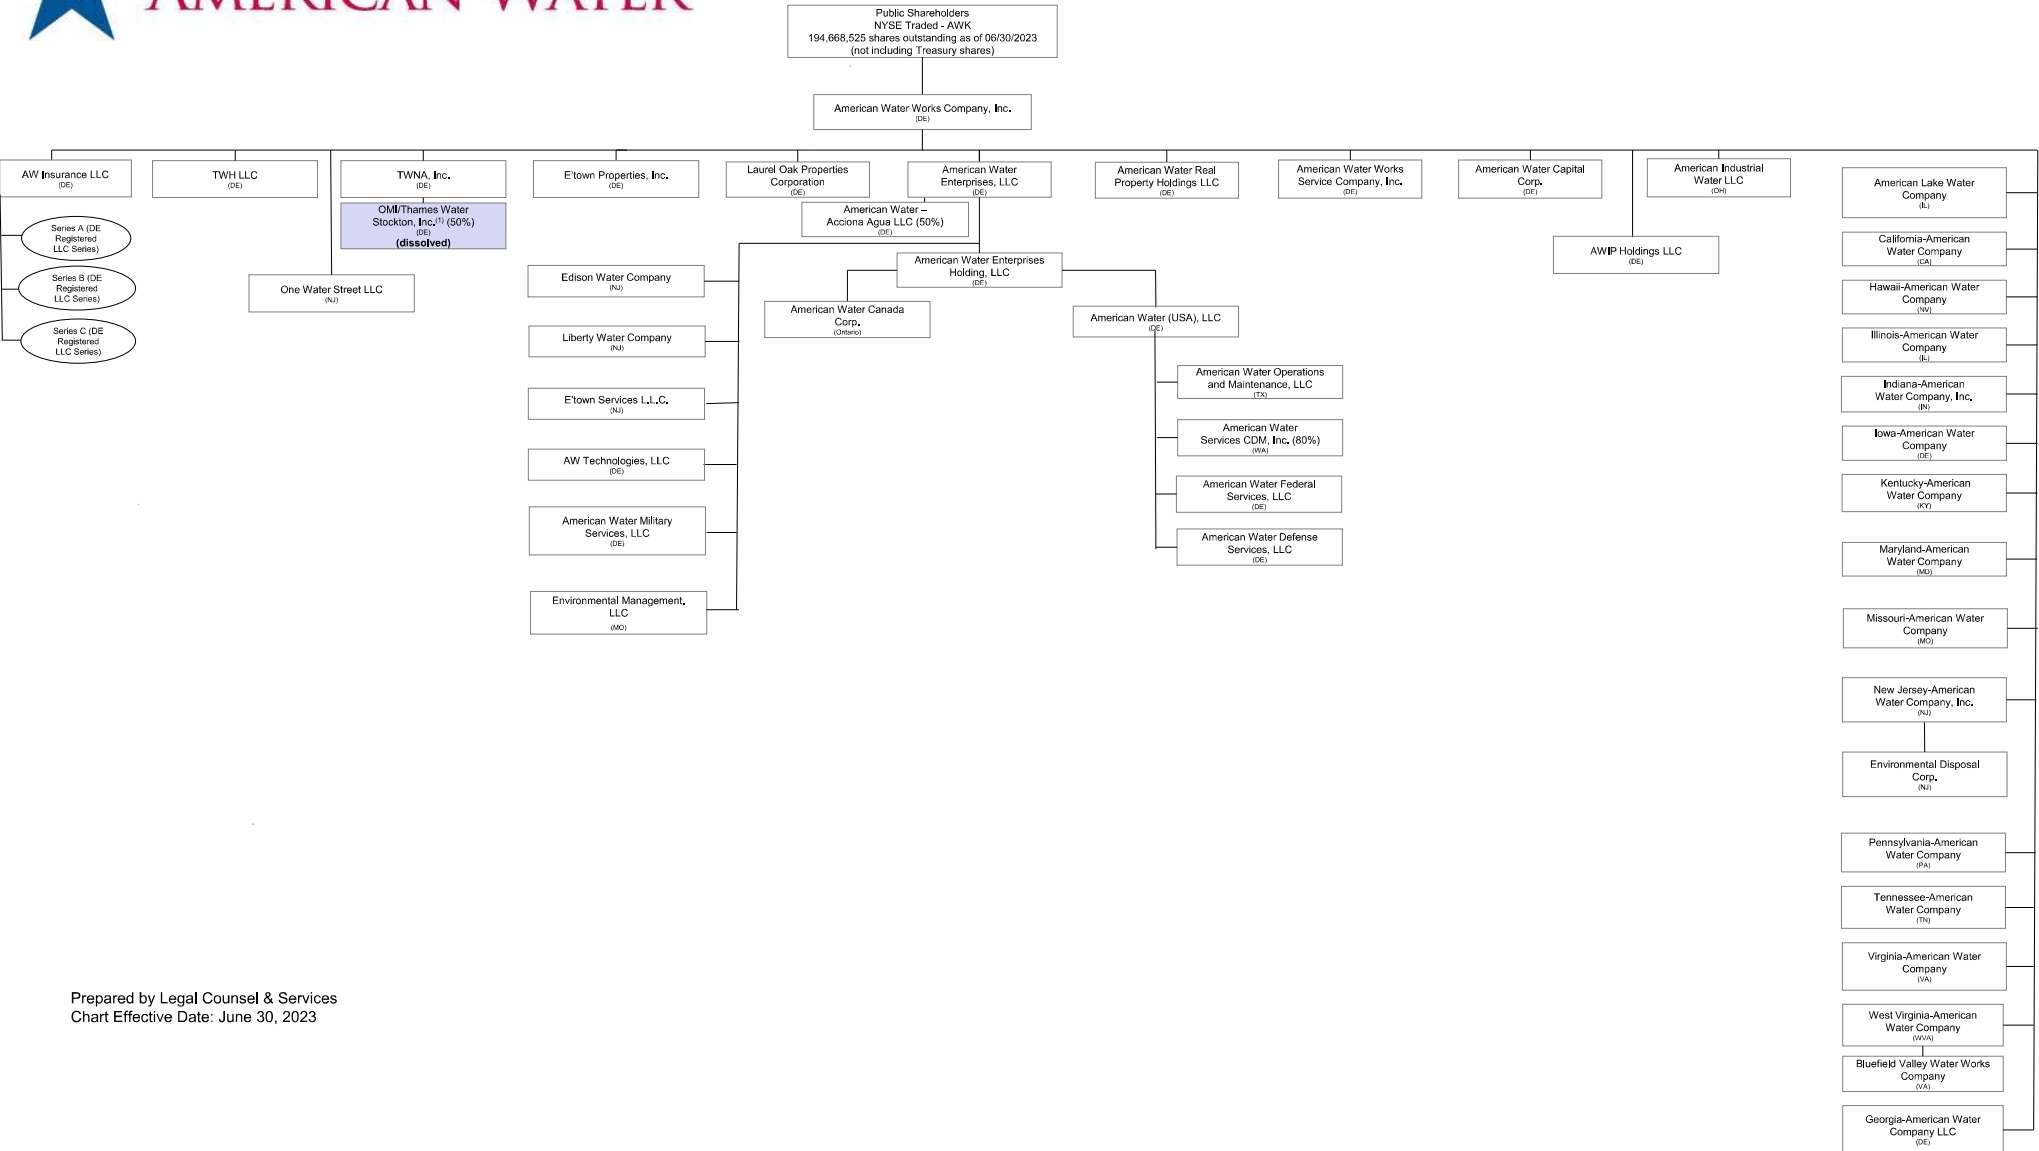 AMERICAN WATER
Public Shareholders
NYSE Traded - AWK
194,668,525 shares outstanding as of 06/30/2023
(not including Treasury shares)
American Water Works Company, Inc.
(DE)
AW Insurance LLC
(DE)
Series A (DE
Registered
LLC Series)
Series B (DE
Registered
LLC Series)
Series C (DE
Registered
LLC Series)
TWH LLC
(DE)
One Water Street LLC
(NJ)
TWNA, Inc.
(DE)
OMI/Thames Water
Stockton, Inc.(1) (50%)
(DE)
(dissolved)
E'town Properties, Inc.
(DE)
Laurel Oak Properties
Corporation
(DE)
American Water
Enterprises, LLC
(DE)
American Water –
Acciona Agua LLC (50%)
(DE)
American Water Enterprises
Holding, LLC
(DE)
Edison Water Company
(NJ)
Liberty Water Company
(NJ)
E'town Services L.L.C.
(NJ)
AW Technologies, LLC
(DE)
American Water Military
Services, LLC
(DE)
Environmental Management,
LLC
(MO)
American Water Canada
Corp.
(Ontario)
American Water (USA), LLC
(DE)
American Water Operations
and Maintenance, LLC
(TX)
American Water
Services CDM, Inc. (80%)
(WA)
American Water Federal
Services, LLC
(DE)
American Water Defense
Services, LLC
(DE)
American Water Real
Property Holdings LLC
(DE)
American Water Works
Service Company, Inc.
(DE)
American Water Capital
Corp.
(DE)
AWIP Holdings LLC
(DE)
American Industrial
Water LLC
(OH)
American Lake Water
Company
(IL)
California-American
Water Company
(CA)
Hawaii-American Water
Company
(NV)
Illinois-American Water
Company
(IL)
Indiana-American
Water Company, Inc.
(IN)
Iowa-American Water
Company
(DE)
Kentucky-American
Water Company
(KY)
Maryland-American
Water Company
(MD)
Missouri-American Water
Company
(MO)
New Jersey-American
Water Company, Inc.
(NJ)
Environmental Disposal
Corp.
(NJ)
Pennsylvania-American
Water Company
(PA)
Tennessee-American
Water Company
(TN)
Virginia-American Water
Company
(VA)
West Virginia-American
Water Company
(WVA)
Bluefield Valley Water Works
Company
(VA)
Georgia-American Water
Company LLC
(DE)
Prepared by Legal Counsel & Services
Chart Effective Date: June 30, 2023